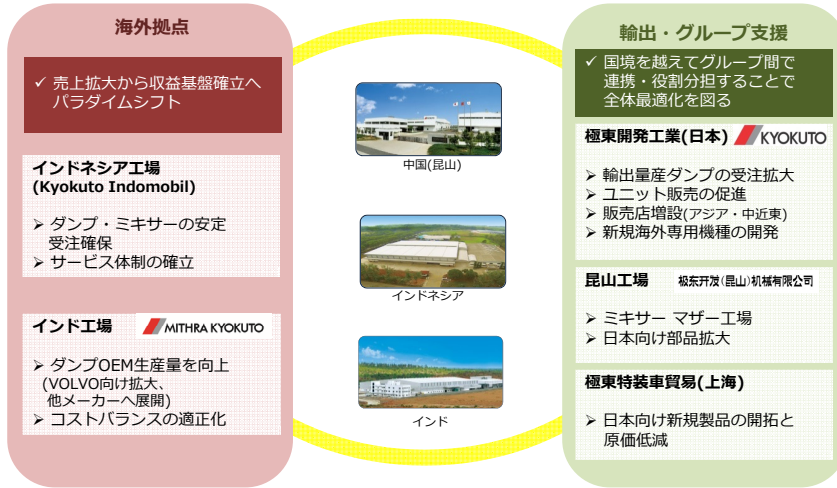 海外拠点
✓ 売上拡大から収益基盤確立へ
パラダイムシフト
インドネシア工場
(Kyokuto Indomobil)
➢ ダンプ・ミキサーの安定
受注確保
➢ サービス体制の確立
インド工場 MITHRA KYOKUTO
➢ ダンプOEM生産量を向上
(VOLVO向け拡大、
他メーカーへ展開)
➢ コストバランスの適正化
中国(昆山)
インドネシア
インド
輸出・グループ支援
✓ 国境を越えてグループ間で
連携・役割分担することで
全体最適化を図る
極東開発工業(日本) KYOKUTO
➢ 輸出量産ダンプの受注拡大
➢ ユニット販売の促進
➢ 販売店増設(アジア・中近東)
➢ 新規海外専用機種の開発
昆山工場 极东开发(昆山)机械有限公司
➢ ミキサー マザー工場
➢ 日本向け部品拡大
極東特装車貿易(上海)
➢ 日本向け新規製品の開拓と
原価低減